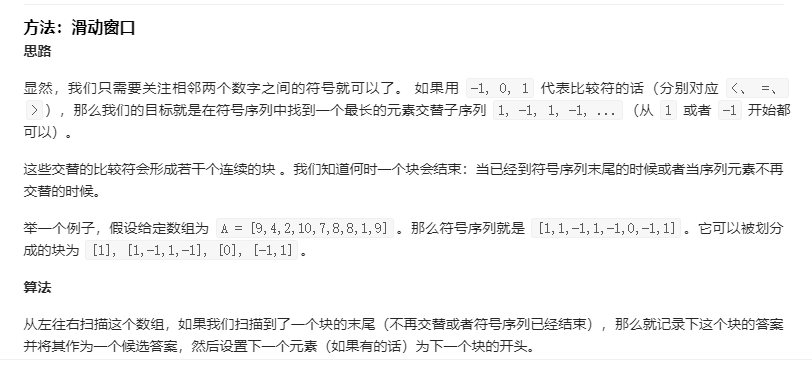 方法：滑动窗口
思路
显然，我们只需要关注相邻两个数字之间的符号就可以了。 如果用 -1, 0, 1 代表比较符的话（分别对应 <、 =、
>），那么我们的目标就是在符号序列中找到一个最长的元素交替子序列 1, -1, 1, -1, ... （从 1 或者 -1 开始都
可以）。
这些交替的比较符会形成若干个连续的块 。我们知道何时一个块会结束：当已经到符号序列末尾的时候或者当序列元素不再
交替的时候。
举一个例子，假设给定数组为 A = [9,4,2,10,7,8,8,1,9] 。那么符号序列就是 [1,1,-1,1,-1,0,-1,1] 。它可以被划分
成的块为 [1], [1,-1,1,-1], [0], [-1,1] 。
算法
从左往右扫描这个数组，如果我们扫描到了一个块的末尾（不再交替或者符号序列已经结束），那么就记录下这个块的答案
并将其作为一个候选答案，然后设置下一个元素（如果有的话）为下一个块的开头。